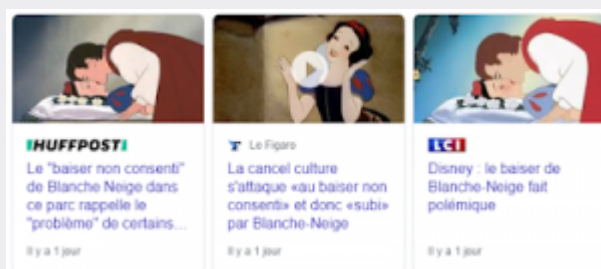 HUFFPOST
Le "baiser non consenti"
de Blanche Neige dans
ce parc rappelle le
"problème" de certains...
Il y a 1 jour
Le Figaro
La cancel culture
s'attaque «au baiser non
consenti» et donc «subi»
par Blanche-Neige
Il y a 1 jour
LCI
Disney : le baiser de
Blanche-Neige fait
polémique
Il y a 1 jour